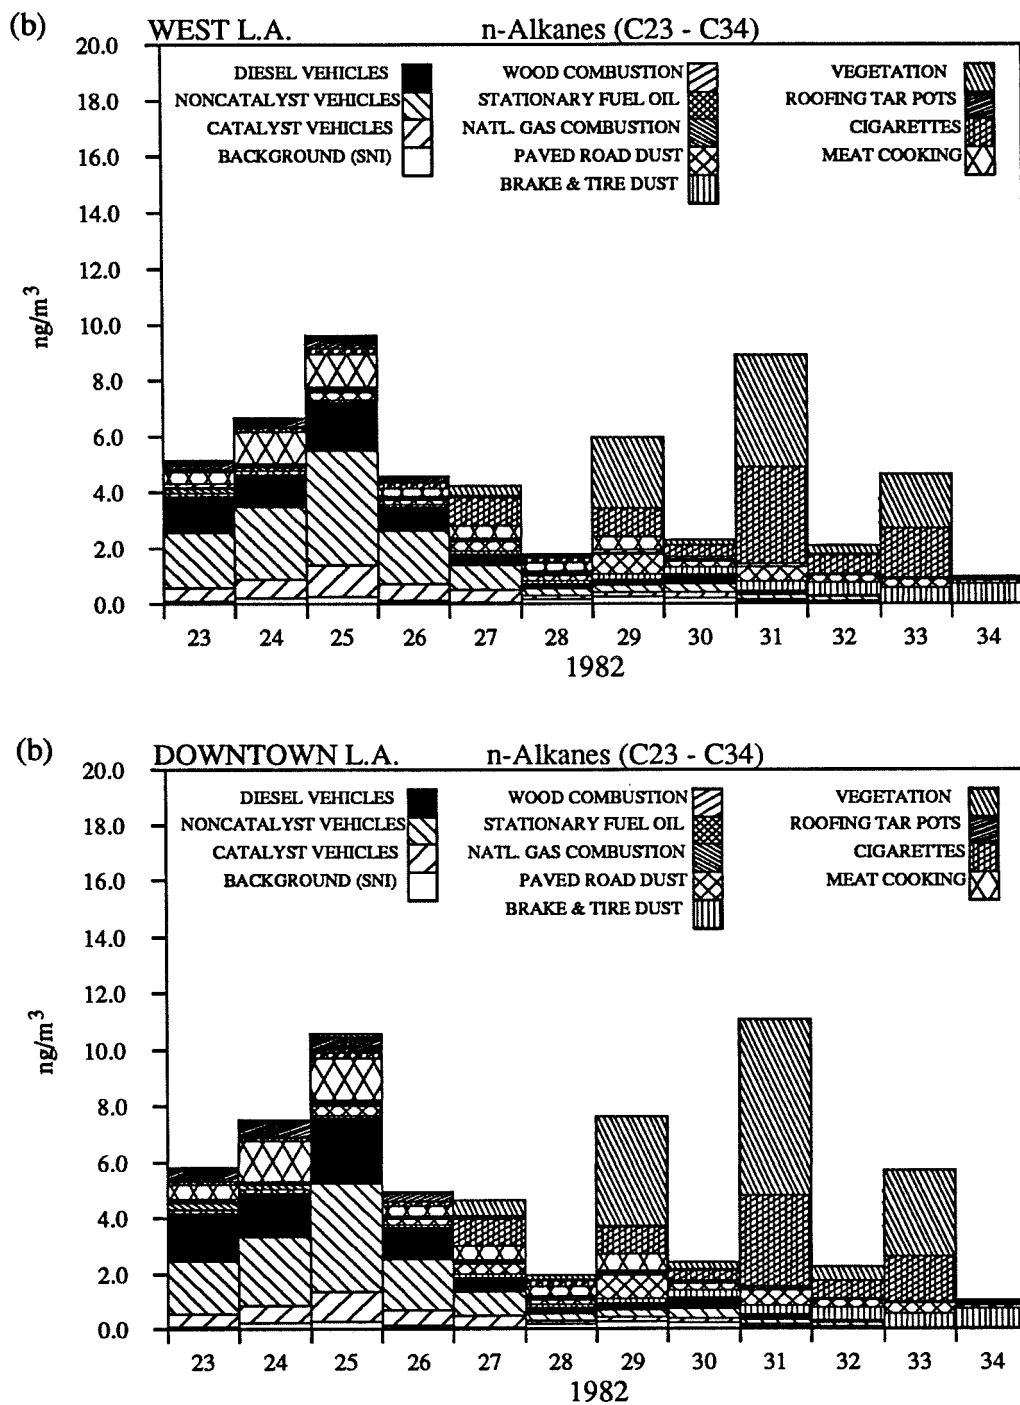 (b) WEST L.A. n-Alkanes (C23 - C34)
20.0
18.0
16.0
14.0
12.0
10.0
8.0
6.0
4.0
2.0
0.0
ng/m³
DIESEL VEHICLES
NONCATALYST VEHICLES
CATALYST VEHICLES
BACKGROUND (SNI)
WOOD COMBUSTION
STATIONARY FUEL OIL
NATL. GAS COMBUSTION
PAVED ROAD DUST
BRAKE & TIRE DUST
VEGETATION
ROOFING TAR POTS
CIGARETTES
MEAT COOKING
23 24 25 26 27 28 29 30 31 32 33 34
1982
(b) DOWNTOWN L.A. n-Alkanes (C23 - C34)
20.0
18.0
16.0
14.0
12.0
10.0
8.0
6.0
4.0
2.0
0.0
ng/m³
DIESEL VEHICLES
NONCATALYST VEHICLES
CATALYST VEHICLES
BACKGROUND (SNI)
WOOD COMBUSTION
STATIONARY FUEL OIL
NATL. GAS COMBUSTION
PAVED ROAD DUST
BRAKE & TIRE DUST
VEGETATION
ROOFING TAR POTS
CIGARETTES
MEAT COOKING
23 24 25 26 27 28 29 30 31 32 33 34
1982